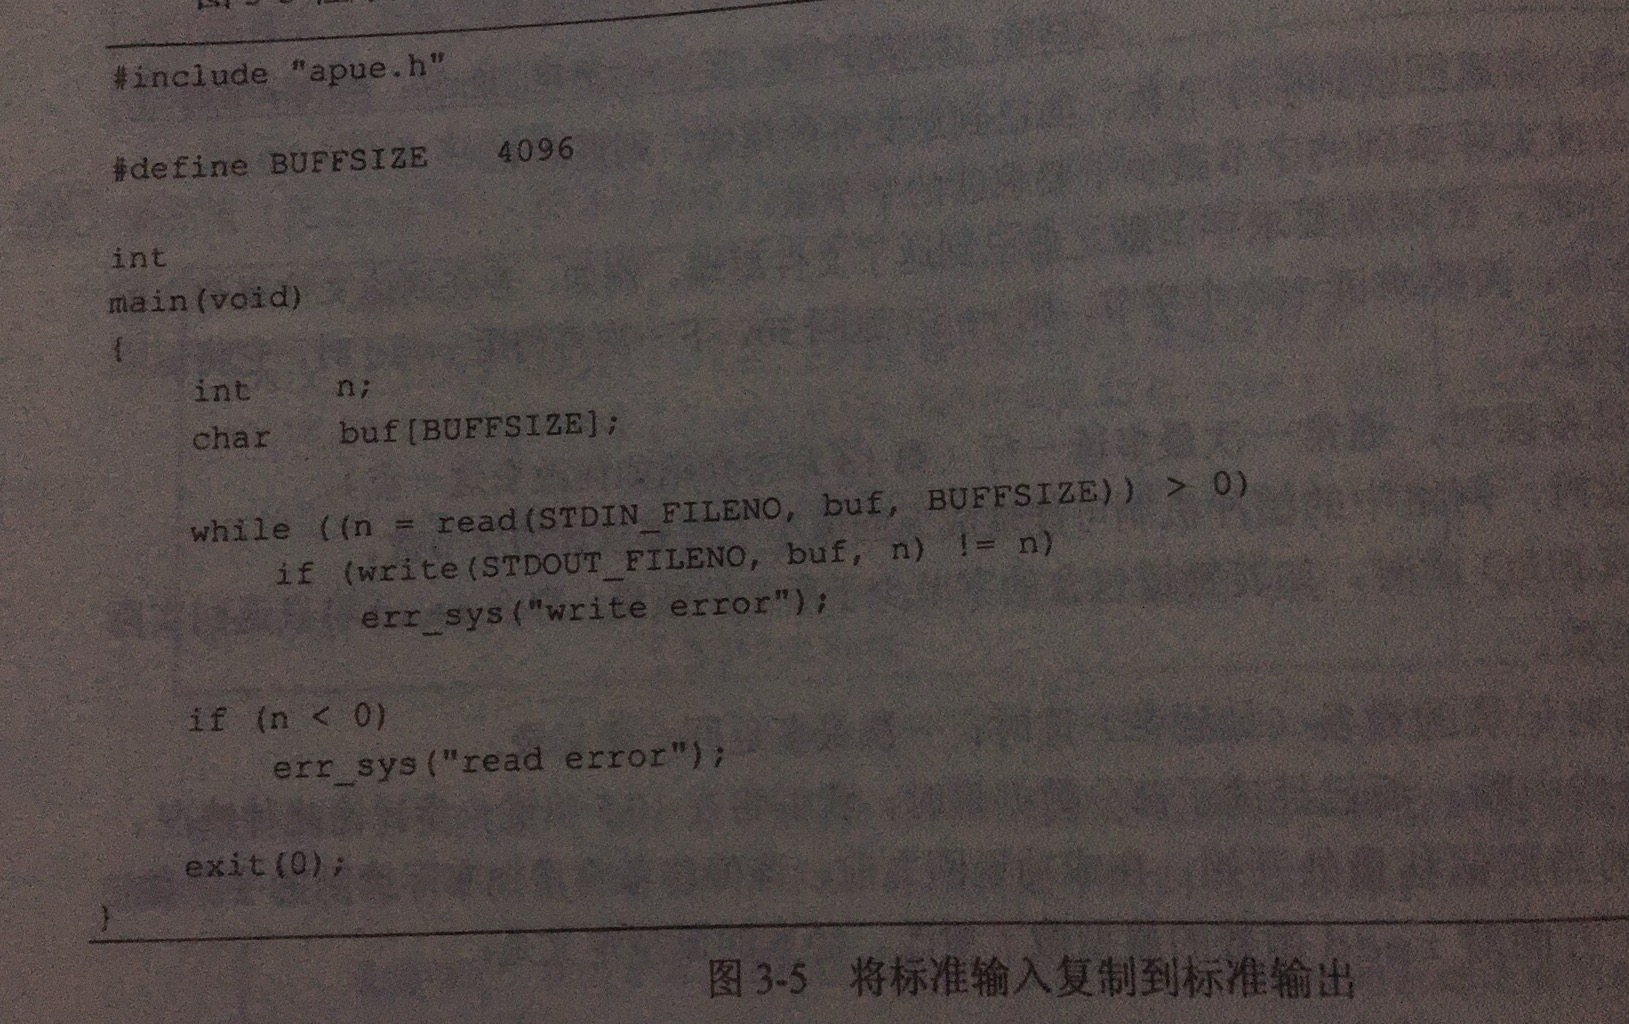 #include "apue.h"
#define BUFFSIZE    4096
int
main(void)
{
    int     n;
    char    buf[BUFFSIZE];
    while ((n = read(STDIN_FILENO, buf, BUFFSIZE)) > 0)
        if (write(STDOUT_FILENO, buf, n) != n)
            err_sys("write error");
    if (n < 0)
        err_sys("read error");
    exit(0);
}
图 3-5 将标准输入复制到标准输出